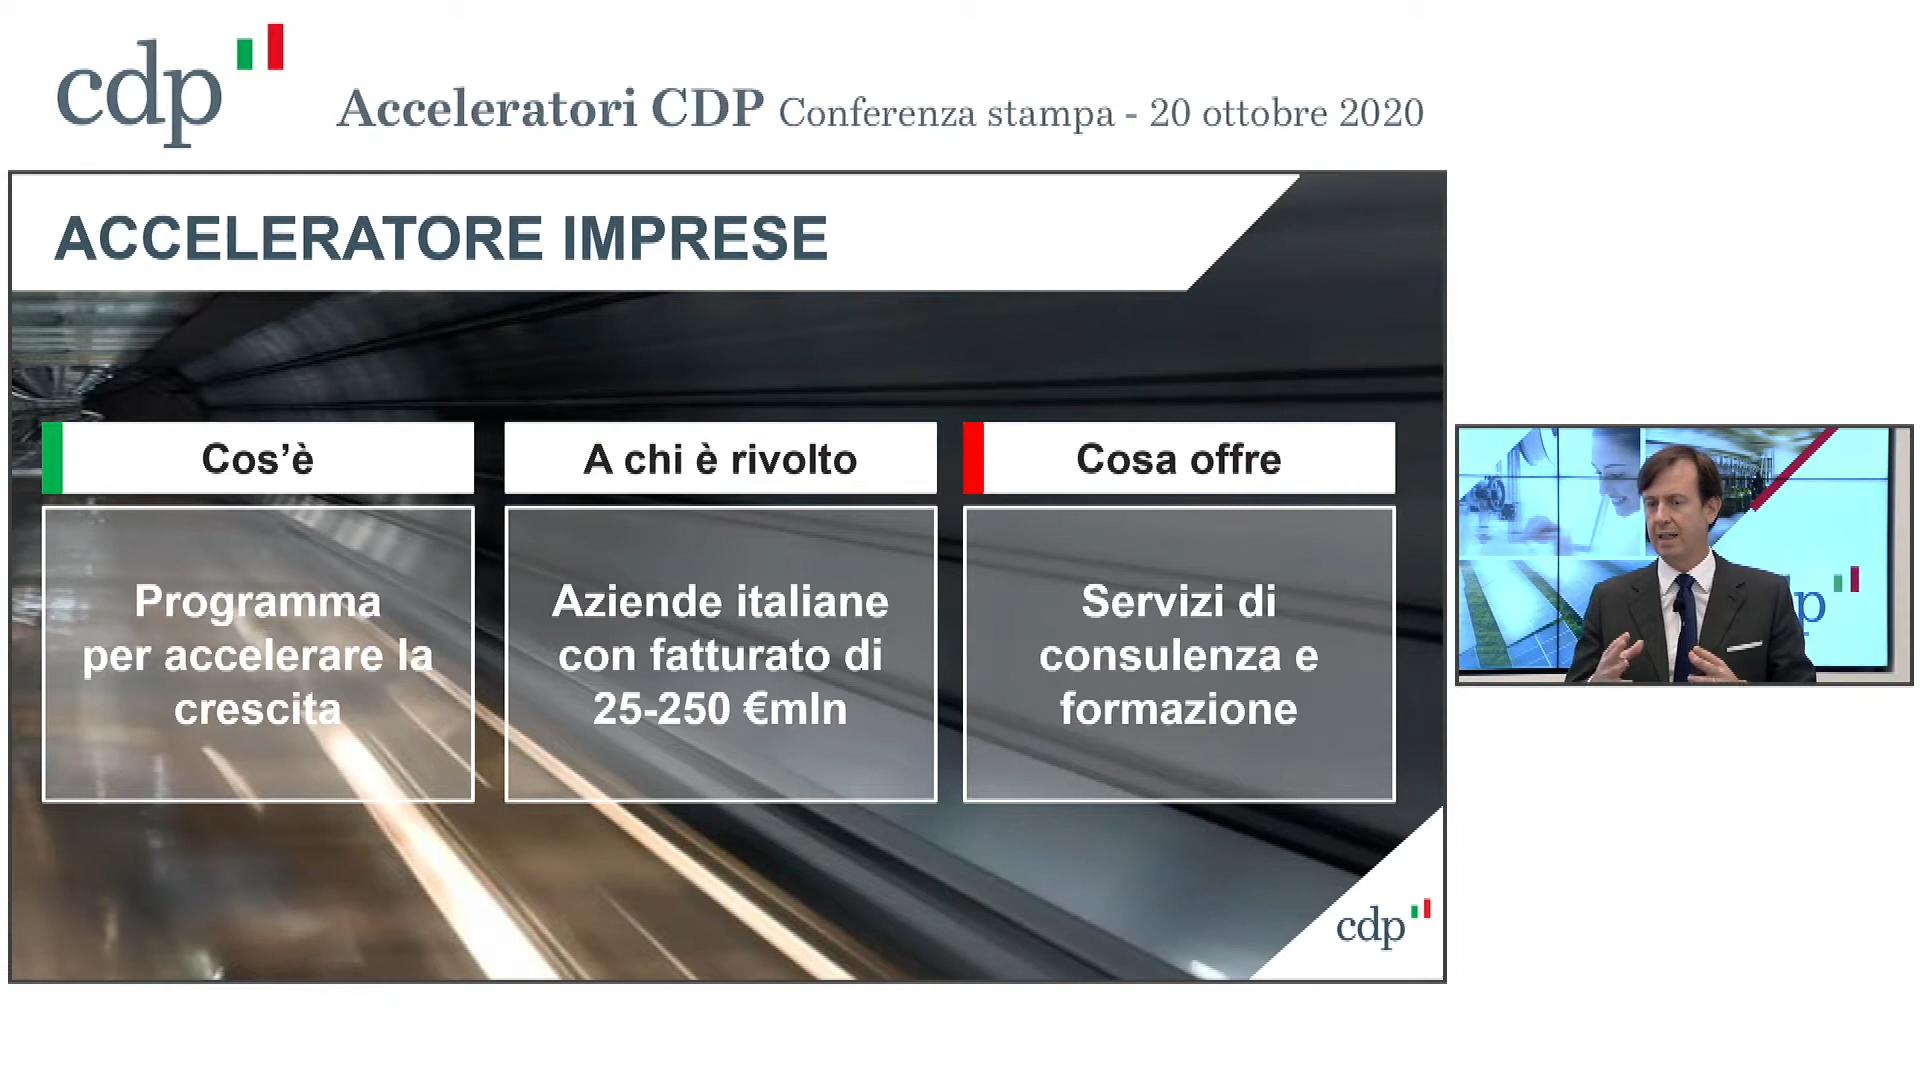 cdp
Acceleratori CDP Conferenza stampa - 20 ottobre 2020
ACCELERATORE IMPRESE
Cos’è
Programma
per accelerare la
crescita
A chi è rivolto
Aziende italiane
con fatturato di
25-250 €mln
Cosa offre
Servizi di
consulenza e
formazione
cdp
p